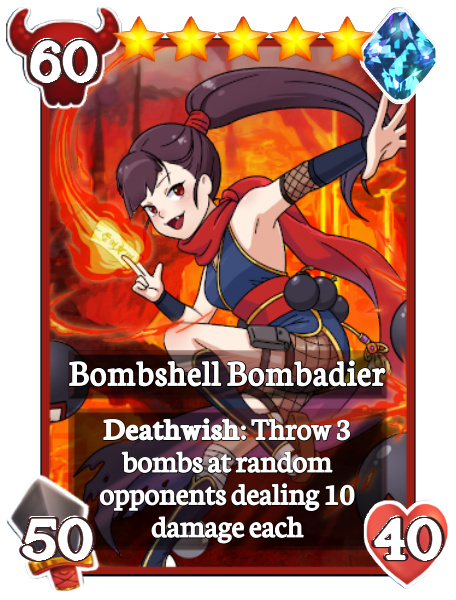 60
Bombshell Bombadier
Deathwish: Throw 3
bombs at random
opponents dealing 10
damage each
50
40